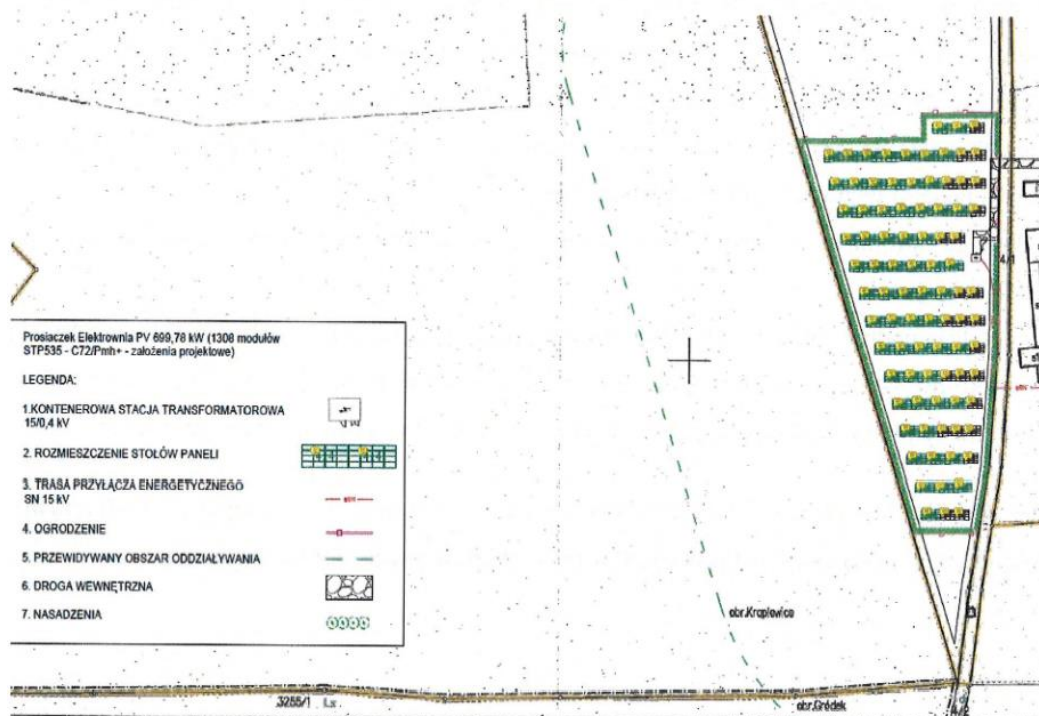 Prosiaczek Elektrownia PV 699,78 kW (1308 modułów
STP535 - C72/Pmh+ - założenia projektowe)
LEGENDA:
1.KONTENEROWA STACJA TRANSFORMATOROWA
15/0,4 kV
2. ROZMIESZCZENIE STOŁÓW PANELI
3. TRASA PRZYŁĄCZA ENERGETYCZNEGO
SN 15 kV
4. OGRODZENIE
5. PRZEWIDYWANY OBSZAR ODDZIAŁYWANIA
6. DROGA WEWNĘTRZNA
7. NASADZENIA
4/1
obr.Kroplewice
3255/1
obr.Gródek